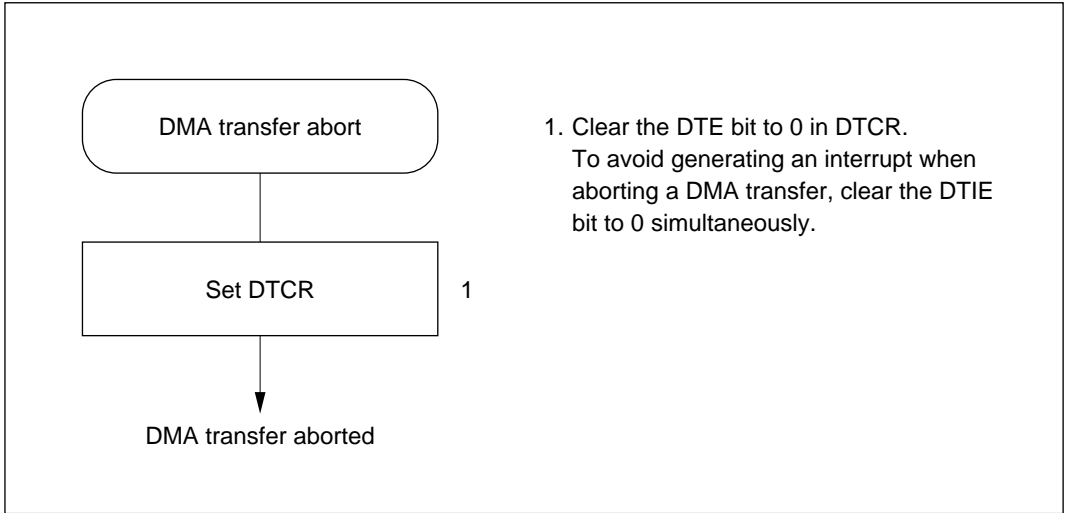 DMA transfer abort
Set DTCR
1
DMA transfer aborted
1. Clear the DTE bit to 0 in DTCR.
To avoid generating an interrupt when
aborting a DMA transfer, clear the DTIE
bit to 0 simultaneously.